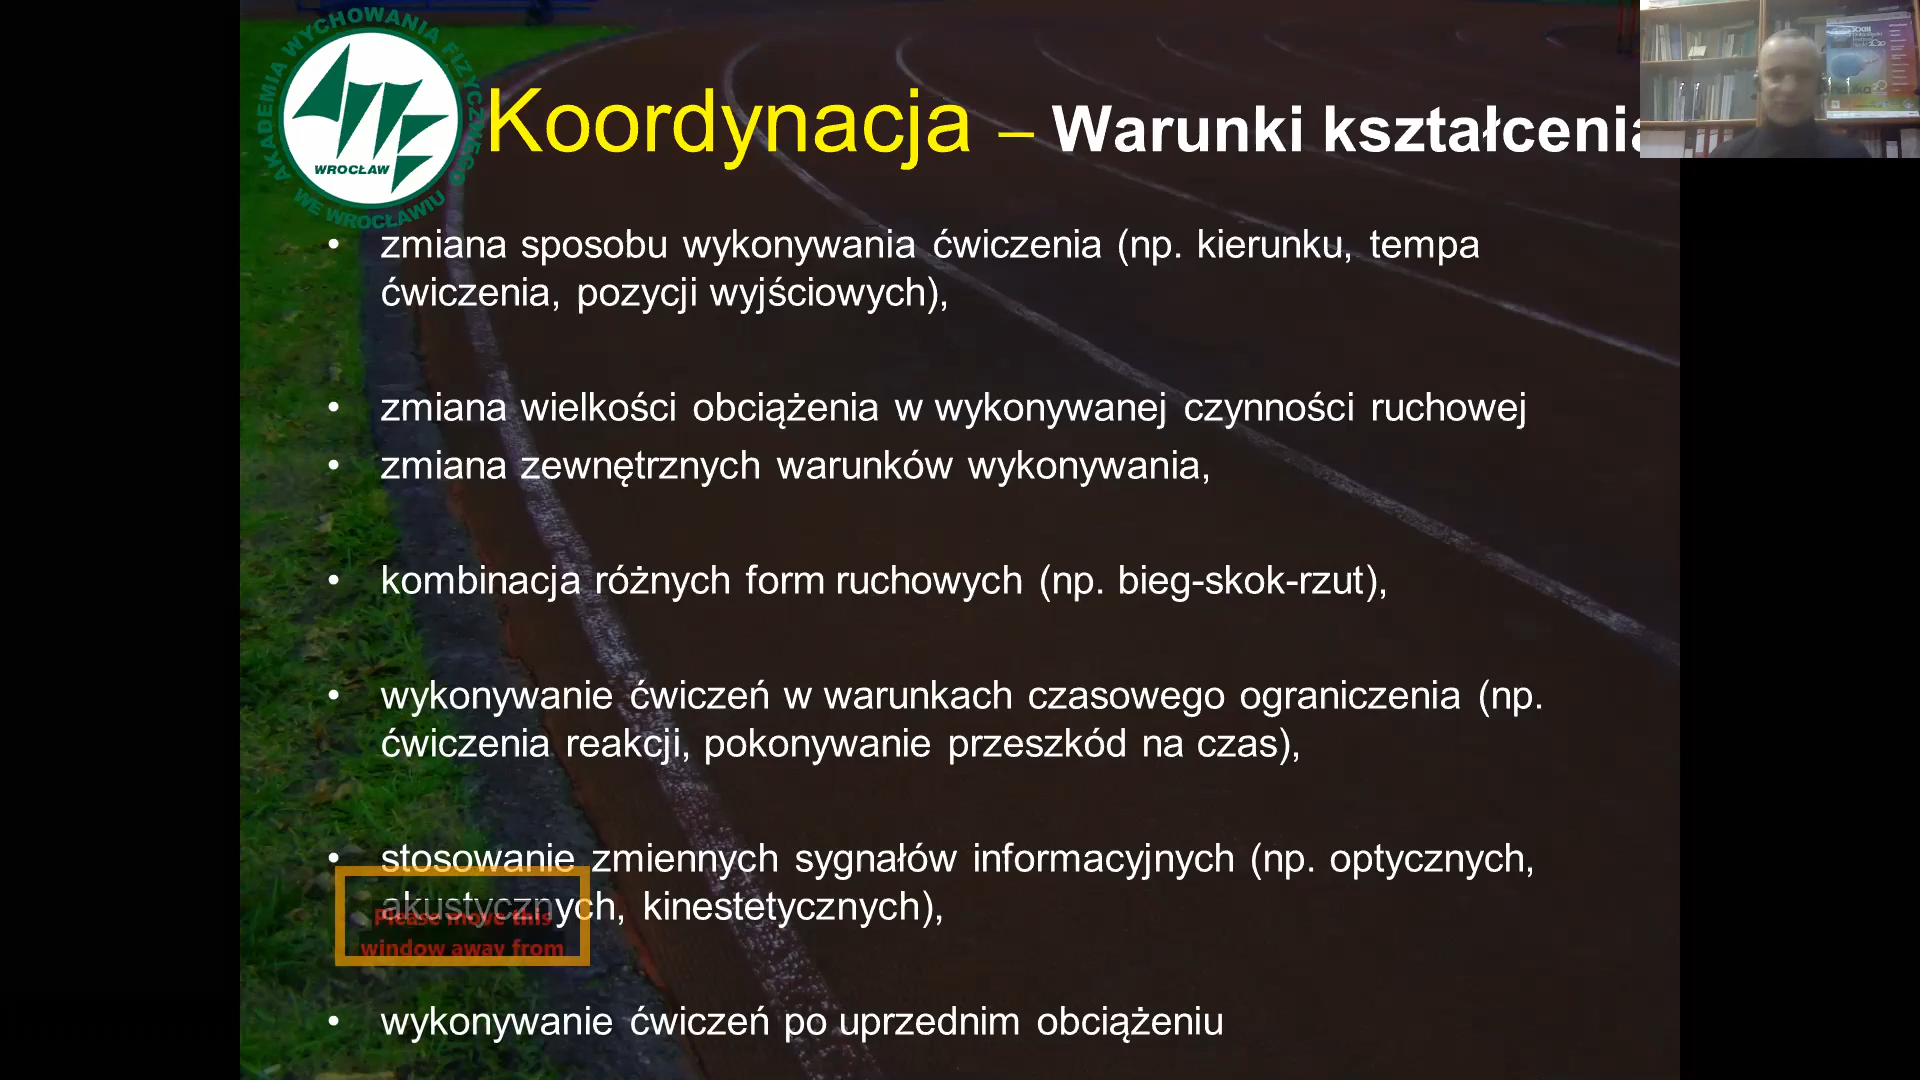 AKADEMIA WYCHOWANIA FIZYCZNEGO
WE WROCŁAWIU
WROCŁAW
Koordynacja – Warunki kształcenia
• zmiana sposobu wykonywania ćwiczenia (np. kierunku, tempa
ćwiczenia, pozycji wyjściowych),
• zmiana wielkości obciążenia w wykonywanej czynności ruchowej
• zmiana zewnętrznych warunków wykonywania,
• kombinacja różnych form ruchowych (np. bieg-skok-rzut),
• wykonywanie ćwiczeń w warunkach czasowego ograniczenia (np.
ćwiczenia reakcji, pokonywanie przeszkód na czas),
• stosowanie zmiennych sygnałów informacyjnych (np. optycznych,
akustycznych, kinestetycznych),
Please move this
window away from
• wykonywanie ćwiczeń po uprzednim obciążeniu